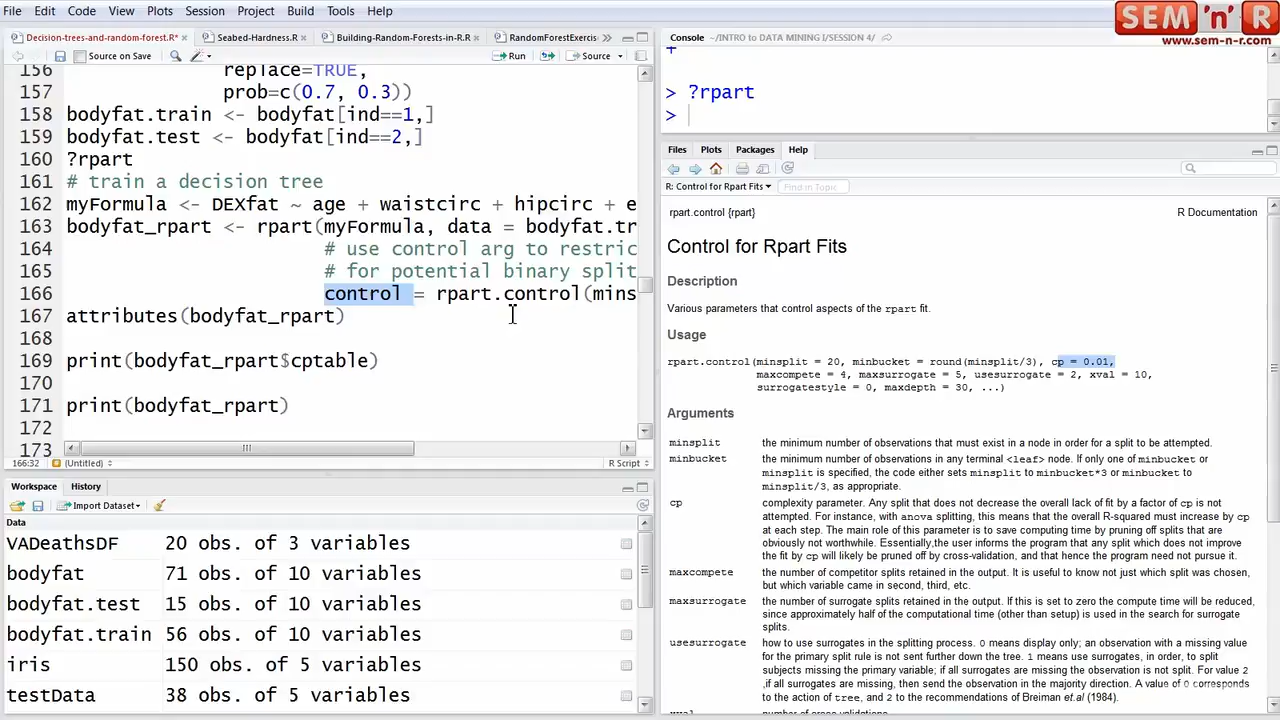 File Edit Code View Plots Session Project Build Tools Help
SEM 'n' R
www.sem-n-r.com
Decision-trees-and-random-forest.R* Seabed-Hardness.R Building-Random-Forests-in-R.R RandomForestExercis
Source on Save Run Source
156 replace=TRUE,
157 prob=c(0.7, 0.3))
158 bodyfat.train <- bodyfat[ind==1,]
159 bodyfat.test <- bodyfat[ind==2,]
160 ?rpart
161 # train a decision tree
162 myFormula <- DEXfat ~ age + waistcirc + hipcirc + e
163 bodyfat_rpart <- rpart(myFormula, data = bodyfat.tr
164 # use control arg to restric
165 # for potential binary split
166 control = rpart.control(mins
167 attributes(bodyfat_rpart)
168
169 print(bodyfat_rpart$cptable)
170
171 print(bodyfat_rpart)
172
173
166:32 (Untitled) R Script
Workspace History
Import Dataset
Data
VADeathsDF 20 obs. of 3 variables
bodyfat 71 obs. of 10 variables
bodyfat.test 15 obs. of 10 variables
bodyfat.train 56 obs. of 10 variables
iris 150 obs. of 5 variables
testData 38 obs. of 5 variables
Console ~/INTRO to DATA MINING I/SESSION 4/
+
> ?rpart
>
Files Plots Packages Help
R: Control for Rpart Fits Find in Topic
rpart.control {rpart} R Documentation
Control for Rpart Fits
Description
Various parameters that control aspects of the rpart fit.
Usage
rpart.control(minsplit = 20, minbucket = round(minsplit/3), cp = 0.01,
maxcompete = 4, maxsurrogate = 5, usesurrogate = 2, xval = 10,
surrogatestyle = 0, maxdepth = 30, ...)
Arguments
minsplit the minimum number of observations that must exist in a node in order for a split to be attempted.
minbucket the minimum number of observations in any terminal <leaf> node. If only one of minbucket or
minsplit is specified, the code either sets minsplit to minbucket*3 or minbucket to
minsplit/3, as appropriate.
cp complexity parameter. Any split that does not decrease the overall lack of fit by a factor of cp is not
attempted. For instance, with anova splitting, this means that the overall R-squared must increase by cp
at each step. The main role of this parameter is to save computing time by pruning off splits that are
obviously not worthwhile. Essentially,the user informs the program that any split which does not improve
the fit by cp will likely be pruned off by cross-validation, and that hence the program need not pursue it.
maxcompete the number of competitor splits retained in the output. It is useful to know not just which split was chosen,
but which variable came in second, third, etc.
maxsurrogate the number of surrogate splits retained in the output. If this is set to zero the compute time will be reduced,
since approximately half of the computational time (other than setup) is used in the search for surrogate
splits.
usesurrogate how to use surrogates in the splitting process. 0 means display only; an observation with a missing value
for the primary split rule is not sent further down the tree. 1 means use surrogates, in order, to split
subjects missing the primary variable; if all surrogates are missing the observation is not split. For value 2
,if all surrogates are missing, then send the observation in the majority direction. A value of 0 corresponds
to the action of tree, and 2 to the recommendations of Breiman et.al (1984).
xval number of cross-validations